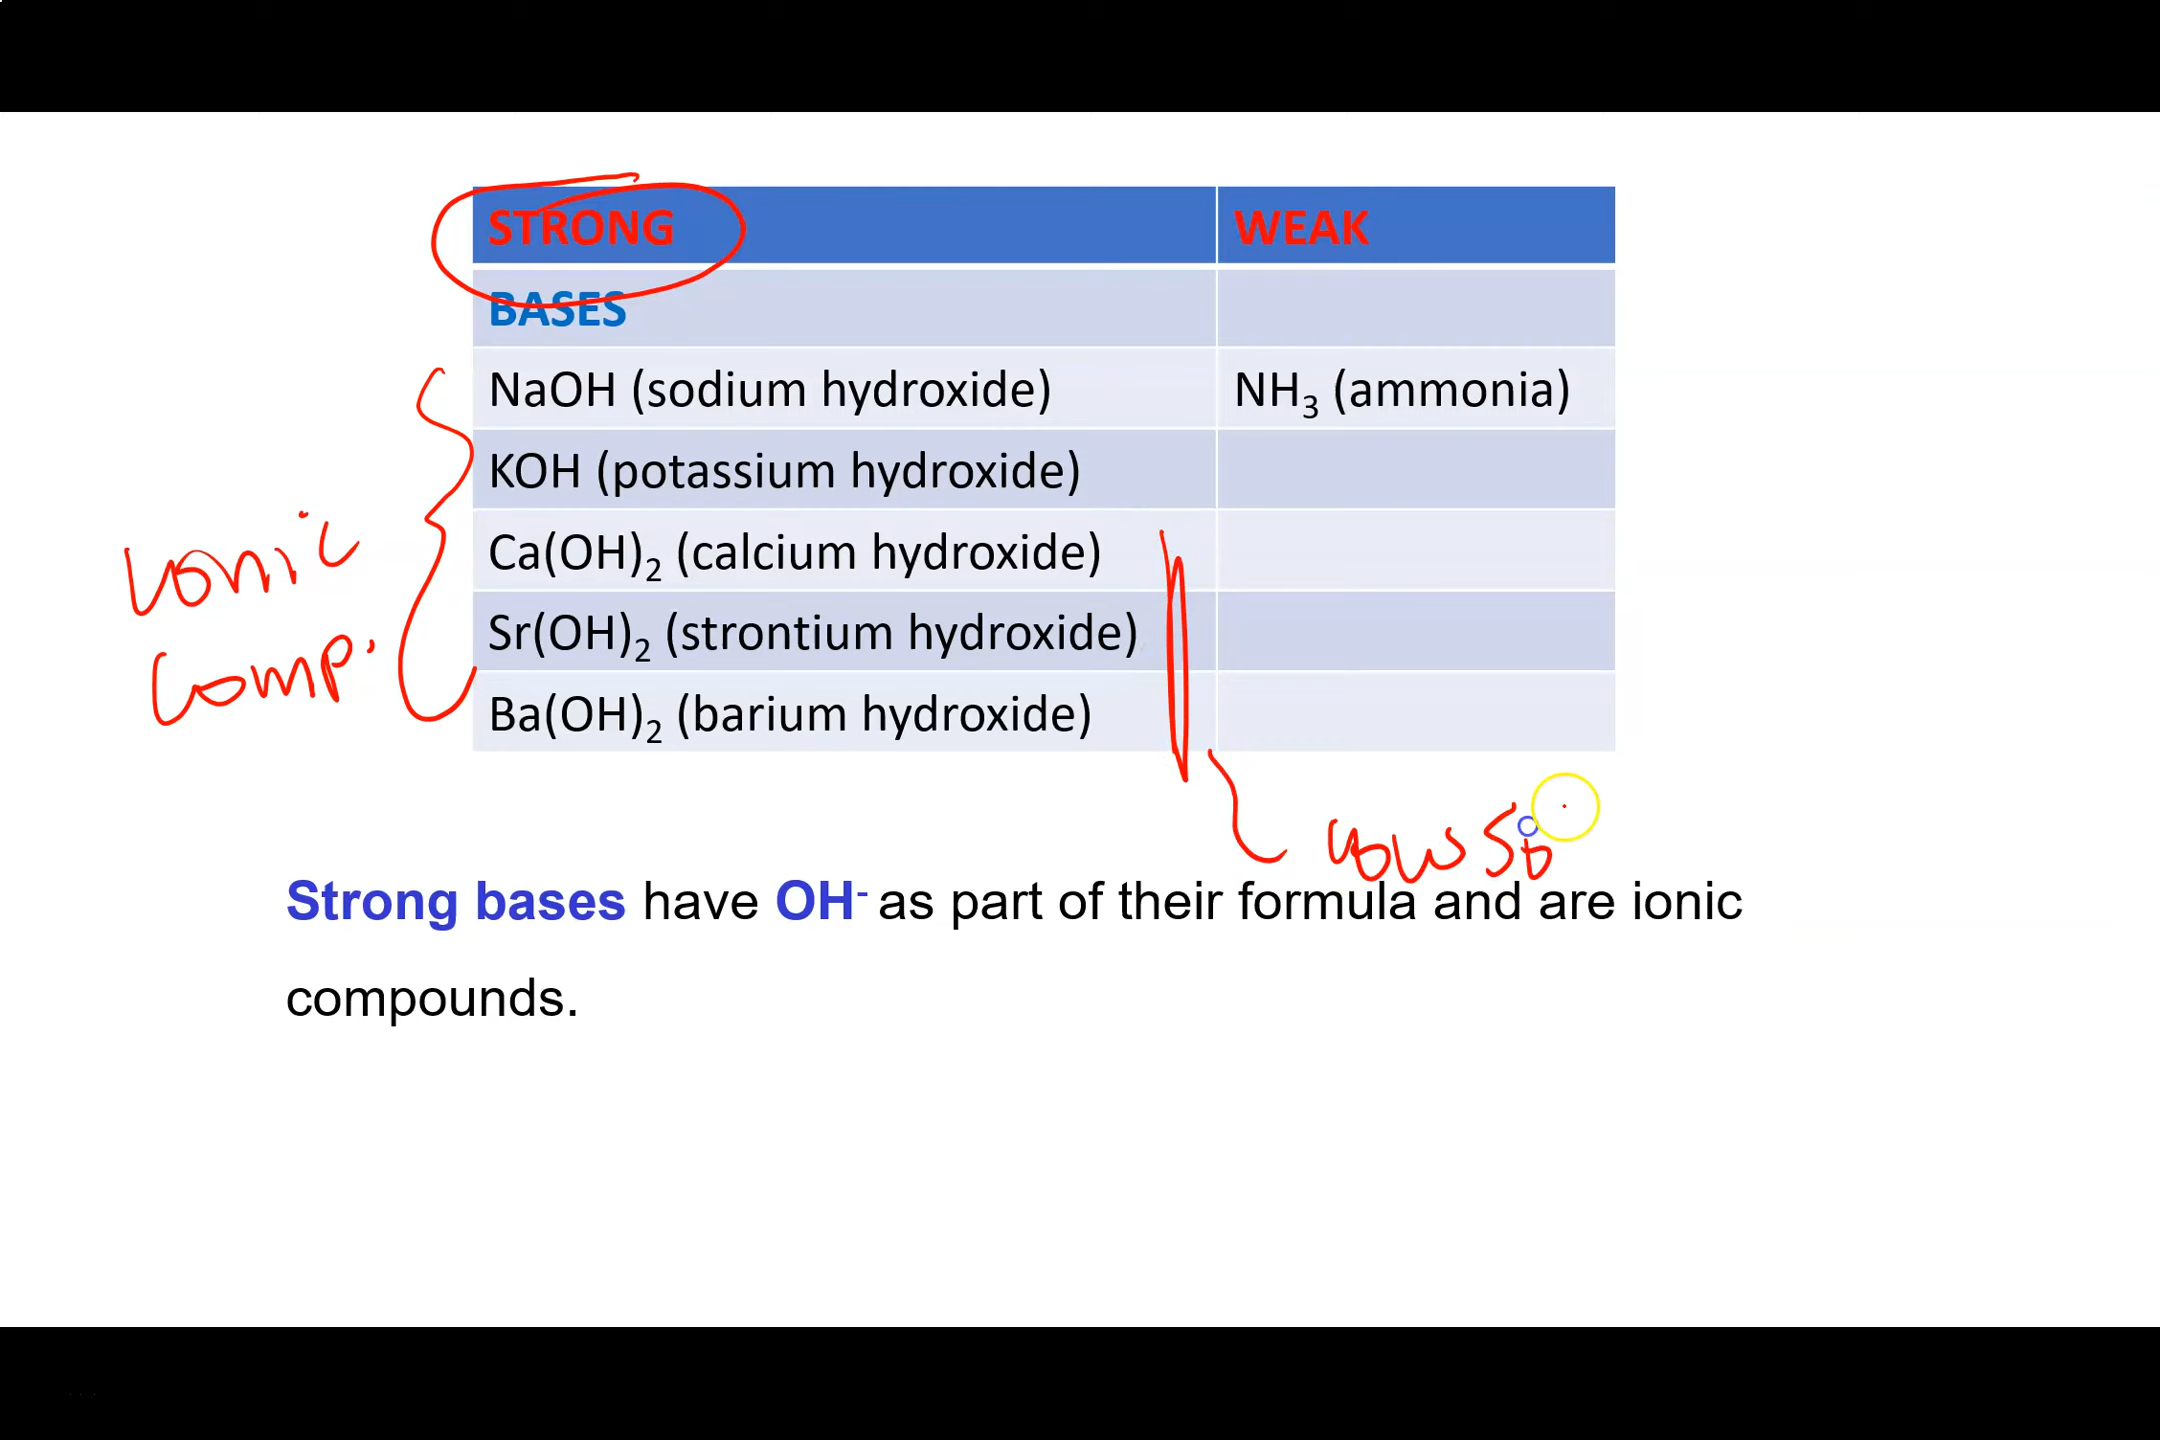 STRONG WEAK
BASES
NaOH (sodium hydroxide) NH₃ (ammonia)
KOH (potassium hydroxide)
Ca(OH)₂ (calcium hydroxide)
Sr(OH)₂ (strontium hydroxide)
Ba(OH)₂ (barium hydroxide)
Ionic
Comp.
Strong bases have OH⁻ as part of their formula and are ionic
compounds.